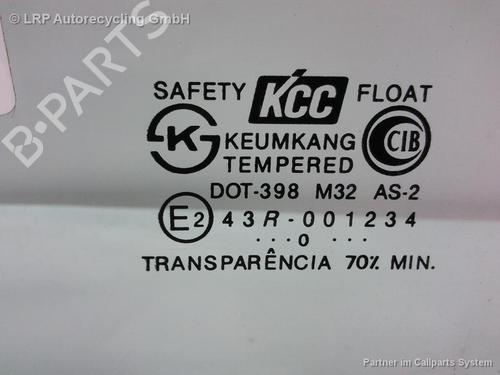 © LRP Autorecycling GmbH
B-PARTS
SAFETY KCC FLOAT
KEUMKANG
TEMPERED
K
CIB
DOT-398 M32 AS-2
E2 43R-001234
...0....
TRANSPARÊNCIA 70% MIN.
Partner im Callparts System